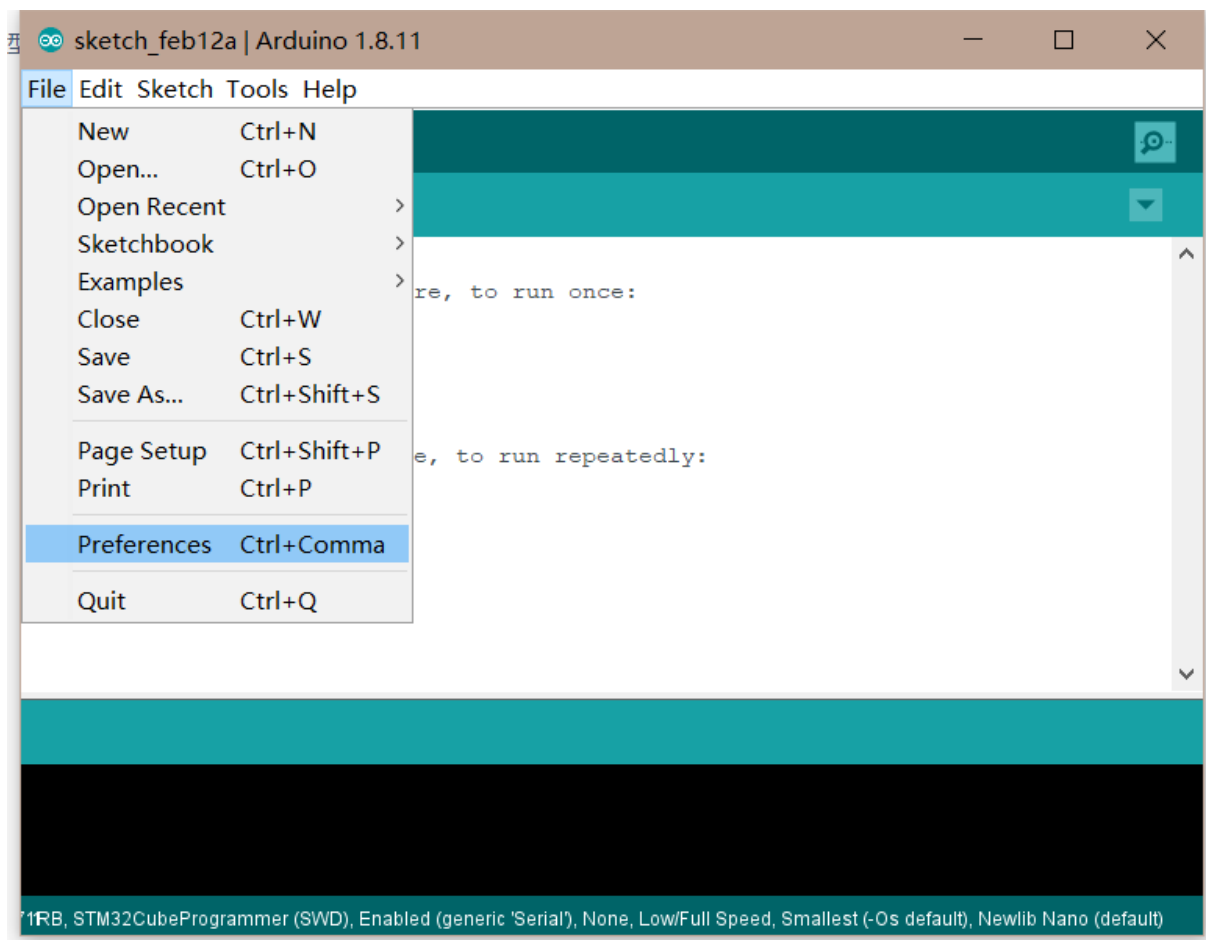 sketch_feb12a | Arduino 1.8.11
File Edit Sketch Tools Help
New Ctrl+N
Open... Ctrl+O
Open Recent
Sketchbook
Examples
re, to run once:
Close Ctrl+W
Save Ctrl+S
Save As... Ctrl+Shift+S
Page Setup Ctrl+Shift+P
e, to run repeatedly:
Print Ctrl+P
Preferences Ctrl+Comma
Quit Ctrl+Q
STM32CubeProgrammer (SWD), Enabled (generic 'Serial'), None, Low/Full Speed, Smallest (-Os default), Newlib Nano (default)